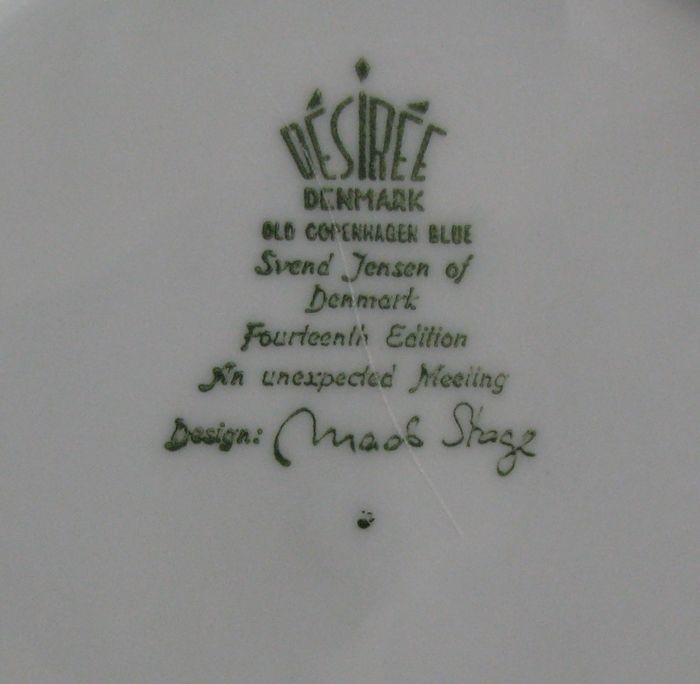 DÉSIRÉE
DENMARK
OLD COPENHAGEN BLUE
Svend Jensen of
Denmark
Fourteenth Edition
An unexpected Meeting
Design: Mads Stage